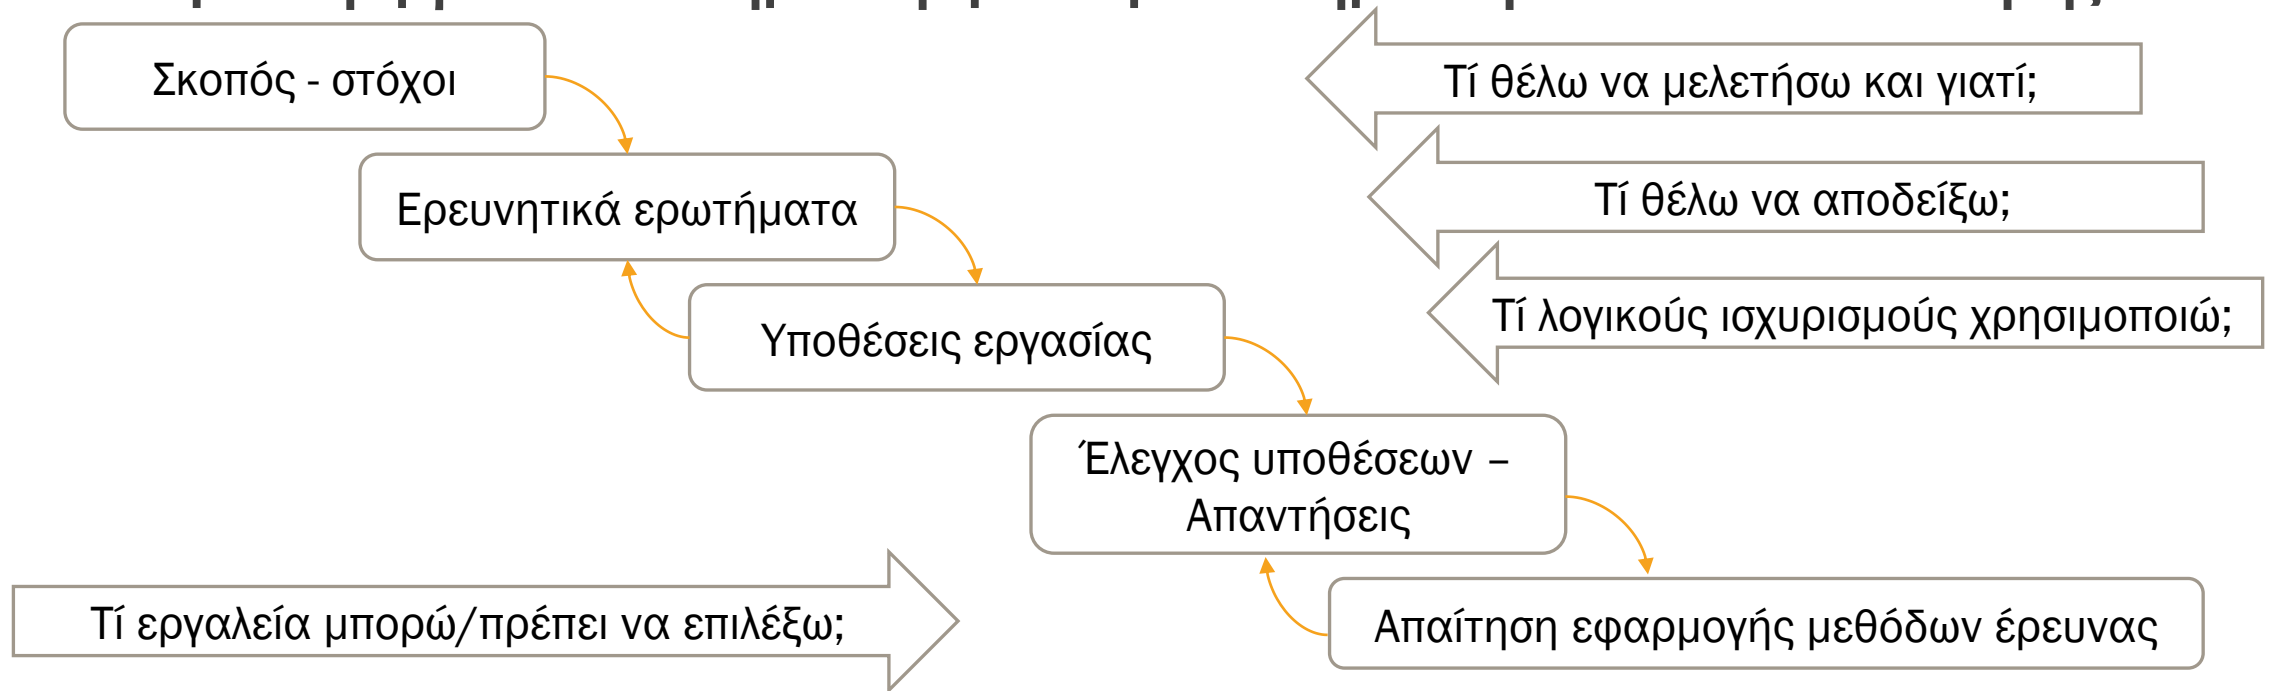 Σκοπός - στόχοι
Τί θέλω να μελετήσω και γιατί;
Ερευνητικά ερωτήματα
Τί θέλω να αποδείξω;
Υποθέσεις εργασίας
Τί λογικούς ισχυρισμούς χρησιμοποιώ;
Έλεγχος υποθέσεων –
Απαντήσεις
Τί εργαλεία μπορώ/πρέπει να επιλέξω;
Απαίτηση εφαρμογής μεθόδων έρευνας